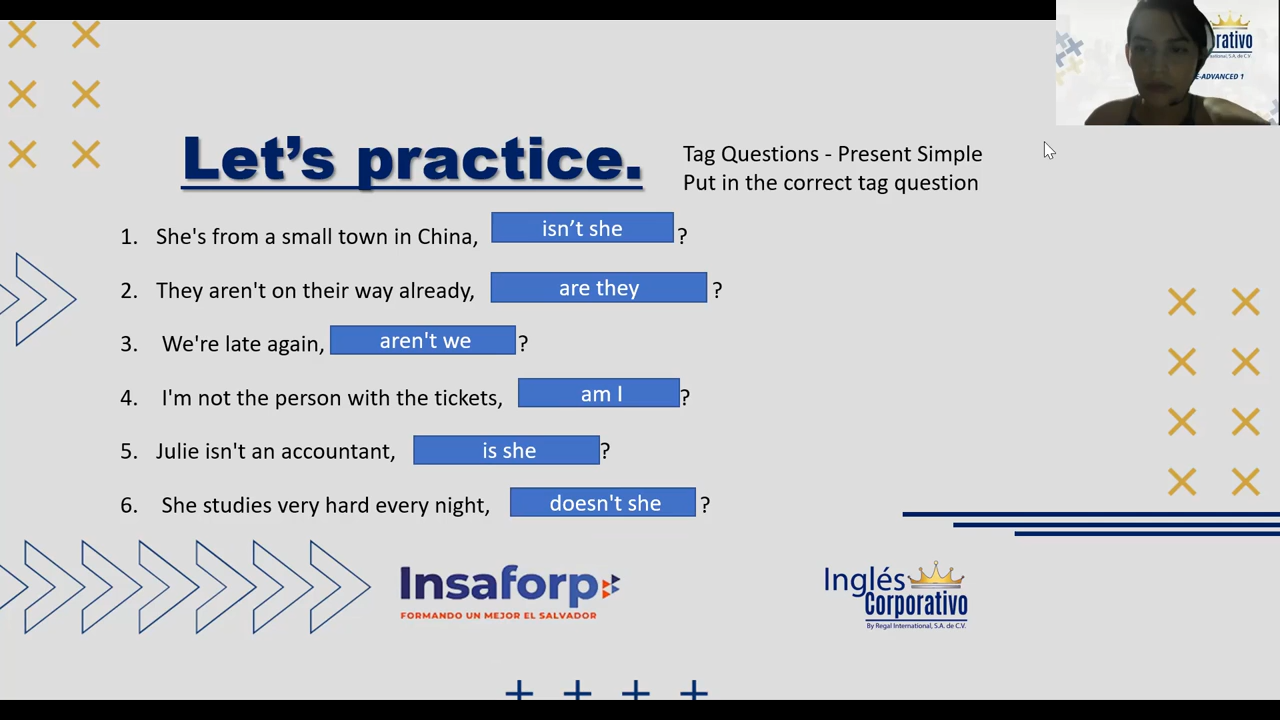 rativo
E-ADVANCED 1
Let's practice.
Tag Questions - Present Simple
Put in the correct tag question
1. She's from a small town in China, isn't she ?
2. They aren't on their way already, are they ?
3. We're late again, aren't we ?
4. I'm not the person with the tickets, am I ?
5. Julie isn't an accountant, is she ?
6. She studies very hard every night, doesn't she ?
Insaforp
FORMANDO UN MEJOR EL SALVADOR
Inglés
Corporativo
By Regal International, S.A. de C.V.